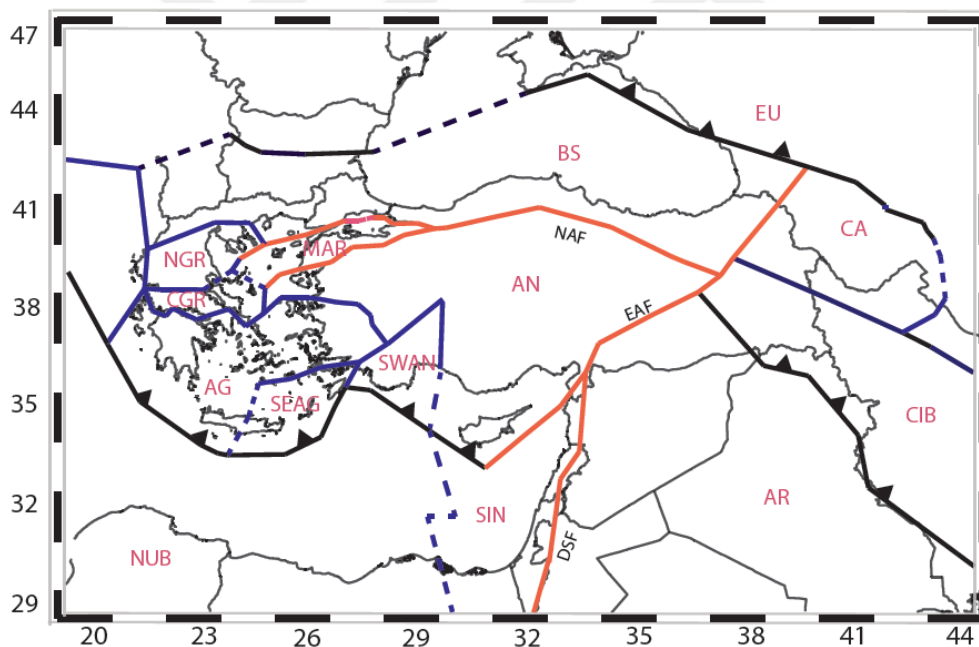 47
44
EU
BS
41
CA
NAF
MAR
NGR
AN
CGR
38
EAF
SWAN
AG
SEAG
35
CIB
AR
32
SIN
DSF
NUB
29
20 23 26 29 32 35 38 41 44